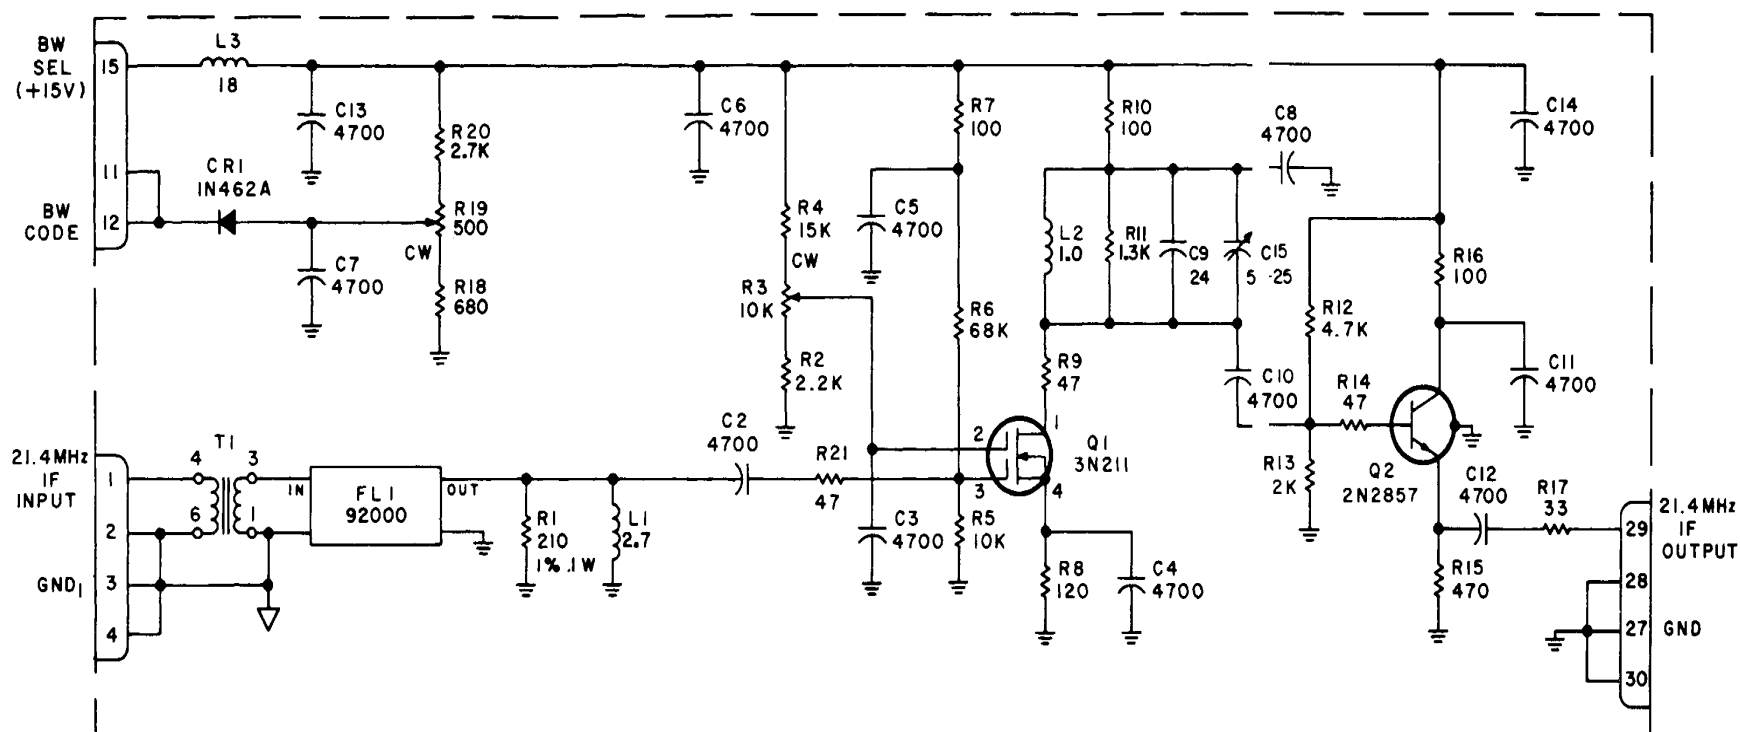 BW
SEL
(+15V)
15
L3
18
C13
4700
R20
2.7K
C6
4700
R7
100
R10
100
C8
4700
C14
4700
11
CR1
1N462A
BW
CODE
12
R19
500
CW
C7
4700
R18
680
R4
15K
CW
R3
10K
R2
2.2K
C5
4700
R6
68K
L2
1.0
R11
1.3K
C9
24
C15
5 -25
R16
100
R12
4.7K
R9
47
C10
4700
R14
47
C11
4700
21.4MHz
IF
INPUT
1
2
GND1
3
4
T1
4
3
6
1
IN
FL1
92000
OUT
R1
210
1% .1W
L1
2.7
C2
4700
R21
47
C3
4700
R5
10K
2
3
1
4
Q1
3N211
R8
120
C4
4700
R13
2K
Q2
2N2857
C12
4700
R17
33
R15
470
29
28
27
30
21.4MHz
IF
OUTPUT
GND